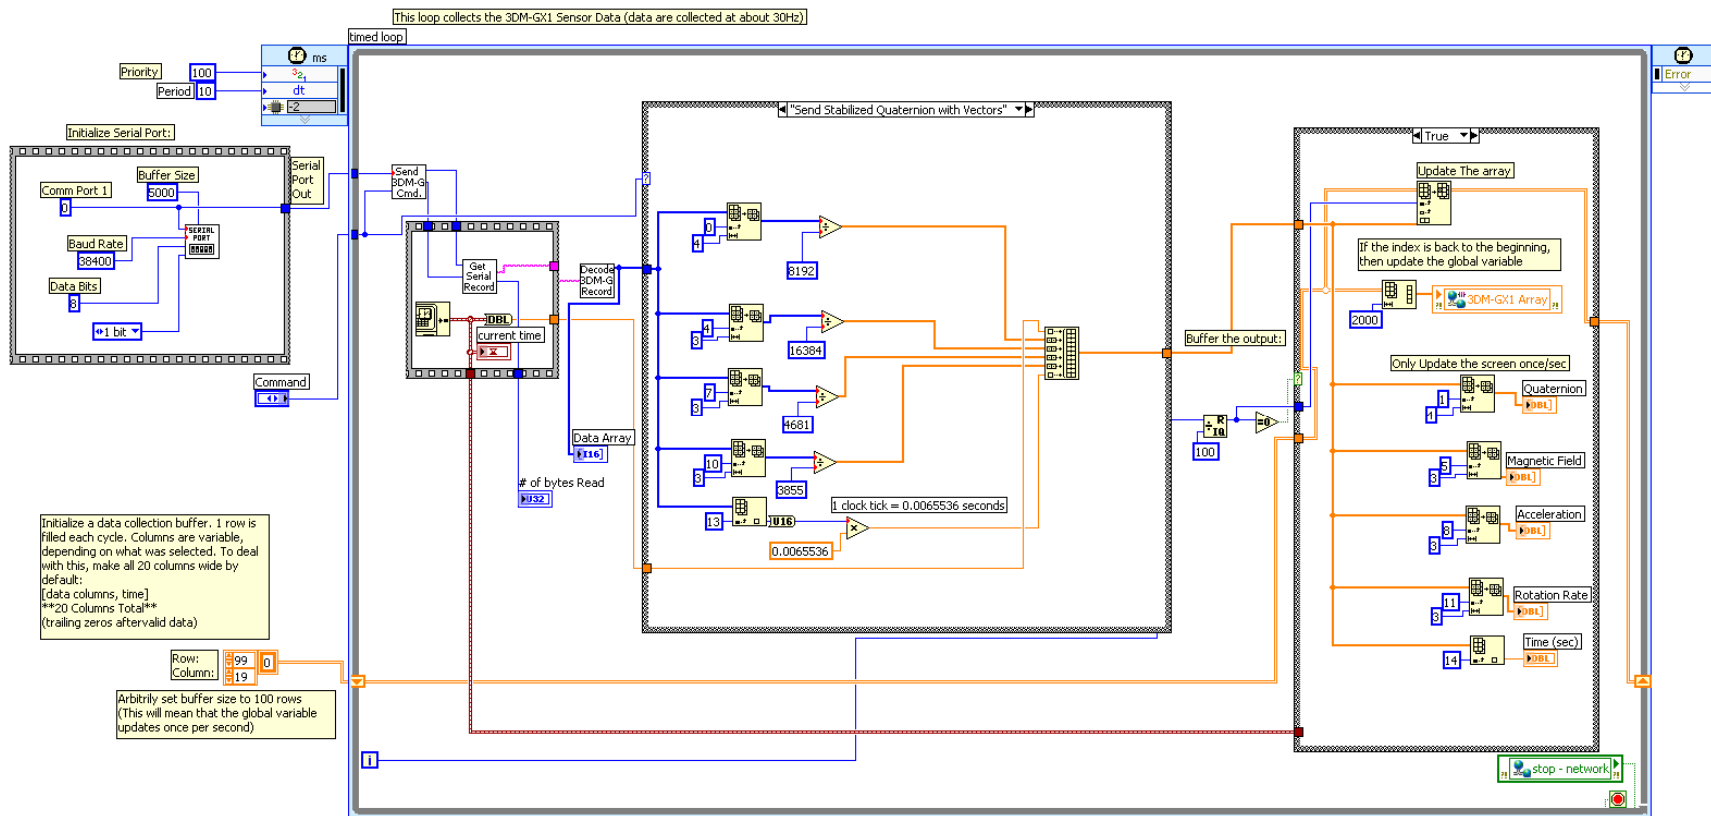 This loop collects the 3DM-GX1 Sensor Data (data are collected at about 30Hz)
timed loop
ms
Error
Priority
100
Period
10
dt
-2
Initialize Serial Port:
Serial
Port
Out
Buffer Size
5000
Comm Port 1
0
SERIAL
PORT
Baud Rate
38400
Data Bits
8
1 bit
Command
Send
3DM-G
Cmd.
Get
Serial
Record
Decode
3DM-G
Record
DBL
current time
Data Array
I16]
# of bytes Read
U32
"Send Stabilized Quaternion with Vectors"
0
4
8192
4
3
16384
7
3
4681
10
3
3855
13
U16
1 clock tick = 0.0065536 seconds
0.0065536
Buffer the output:
R
IQ
100
=0
True
Update The array
If the index is back to the beginning,
then update the global variable
2000
3DM-GX1 Array
Only Update the screen once/sec
Quaternion
1
4
DBL]
Magnetic Field
5
3
DBL]
Acceleration
8
3
DBL]
Rotation Rate
11
3
DBL]
Time (sec)
14
DBL
Initialize a data collection buffer. 1 row is
filled each cycle. Columns are variable,
depending on what was selected. To deal
with this, make all 20 columns wide by
default:
[data columns, time]
**20 Columns Total**
(trailing zeros aftervalid data)
Row:
Column:
99
19
0
Arbitrily set buffer size to 100 rows
(This will mean that the global variable
updates once per second)
i
stop - network